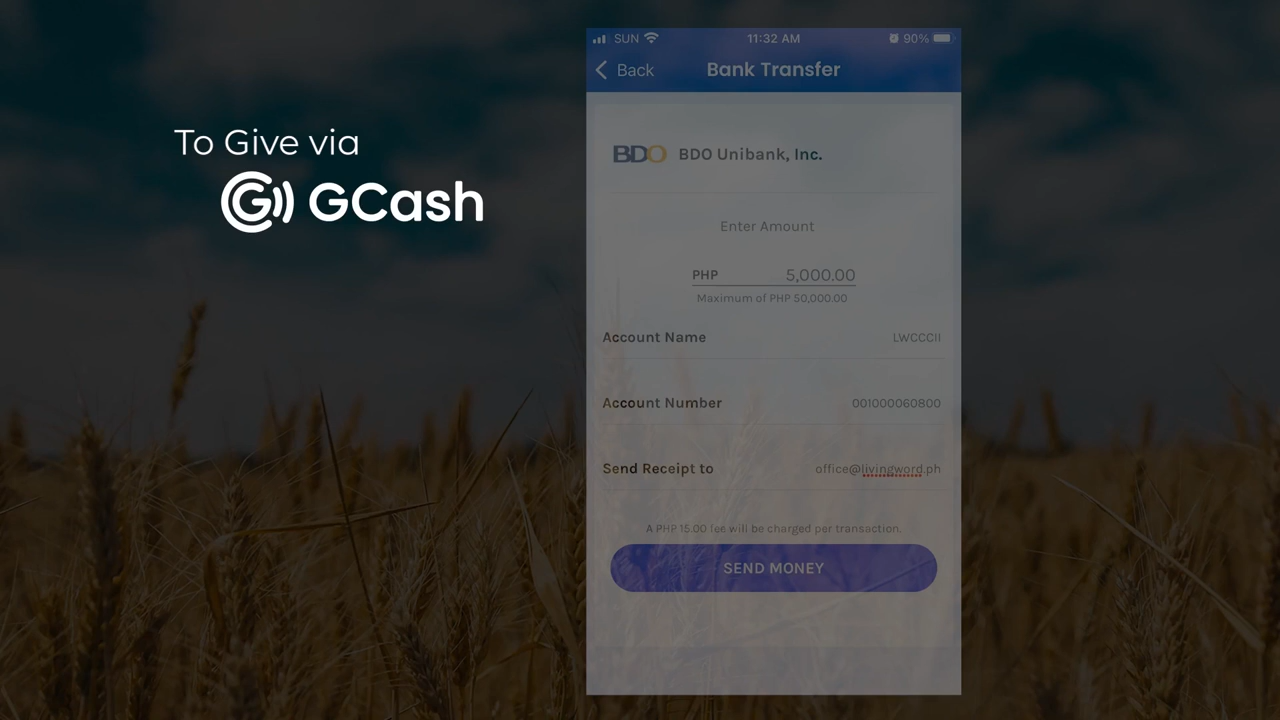 To Give via
GCash
SUN 11:32 AM 90%
Back Bank Transfer
BDO BDO Unibank, Inc.
Enter Amount
PHP 5,000.00
Maximum of PHP 50,000.00
Account Name LWCCCII
Account Number 001000060800
Send Receipt to office@livingword.ph
A PHP 15.00 fee will be charged per transaction.
SEND MONEY